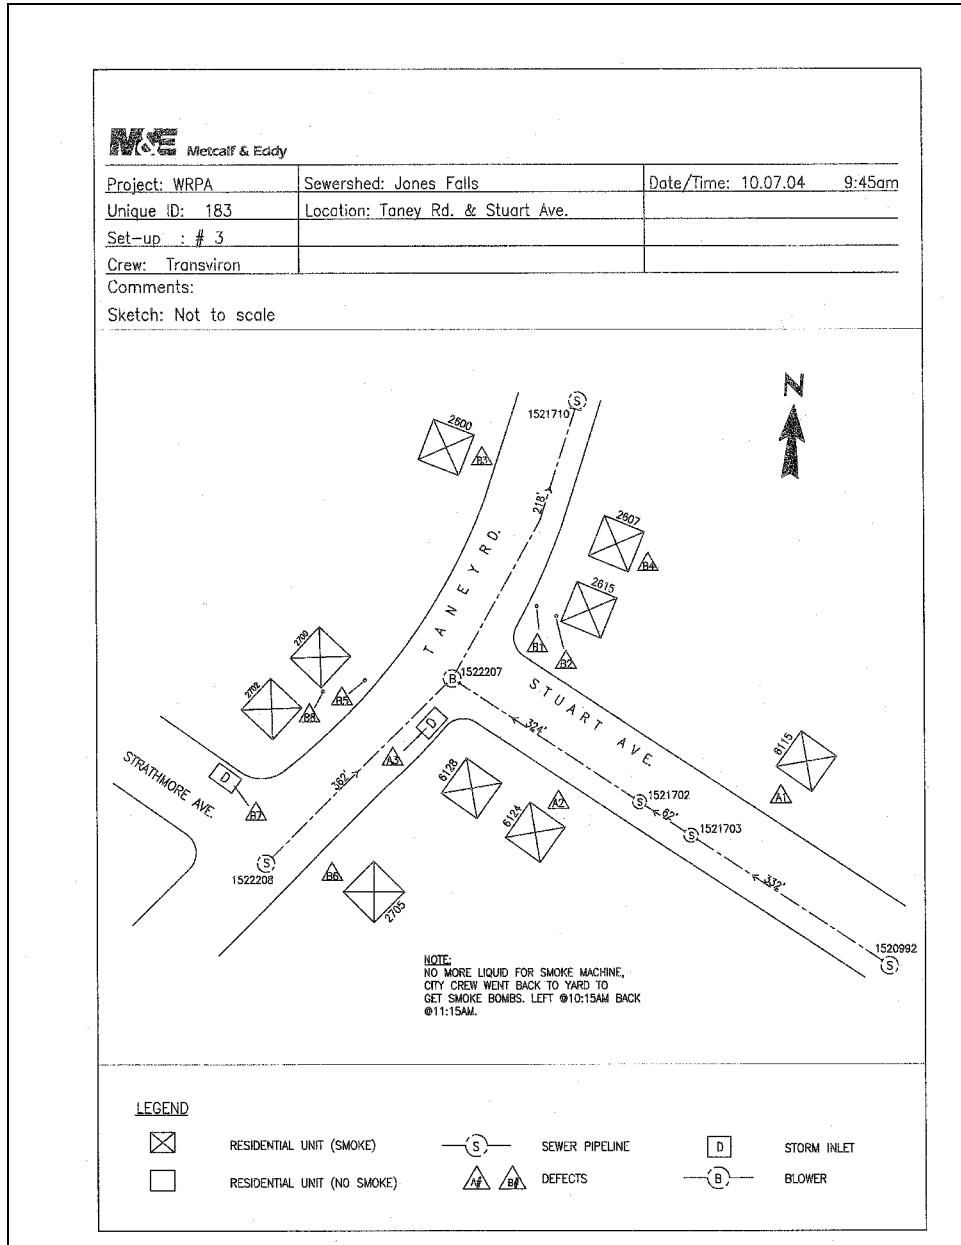 M&E Metcalf & Eddy
Project: WRPA
Sewershed: Jones Falls
Date/Time: 10.07.04 9:45am
Unique ID: 183
Location: Taney Rd. & Stuart Ave.
Set-up : # 3
Crew: Transviron
Comments:
Sketch: Not to scale
N
S
1521710
2600
B3
218'
TANEY RD.
2607
B4
2615
B1
B2
2700
2702
B8
B5
B
1522207
STUART AVE.
D
A3
324'
362'
STRATHMORE AVE.
D
B7
6128
6124
A2
6115
A1
S
1521702
62'
S
1521703
332'
S
1522208
B6
2705
1520992
S
NOTE:
NO MORE LIQUID FOR SMOKE MACHINE,
CITY CREW WENT BACK TO YARD TO
GET SMOKE BOMBS. LEFT @10:15AM BACK
@11:15AM.
LEGEND
RESIDENTIAL UNIT (SMOKE)
S
SEWER PIPELINE
D
STORM INLET
RESIDENTIAL UNIT (NO SMOKE)
A#
B#
DEFECTS
B
BLOWER